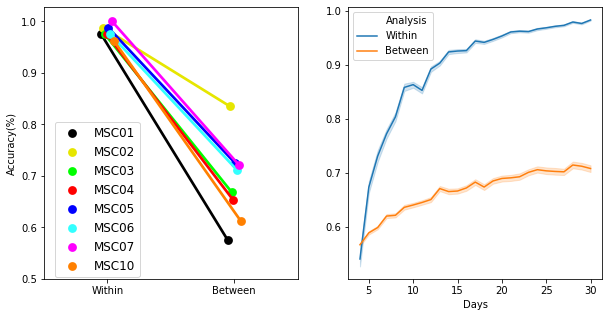 Accuracy(%)
1.0
0.9
0.8
0.7
0.6
0.5
MSC01
MSC02
MSC03
MSC04
MSC05
MSC06
MSC07
MSC10
Within
Between
1.0
0.9
0.8
0.7
0.6
Analysis
Within
Between
5
10
15
20
25
30
Days